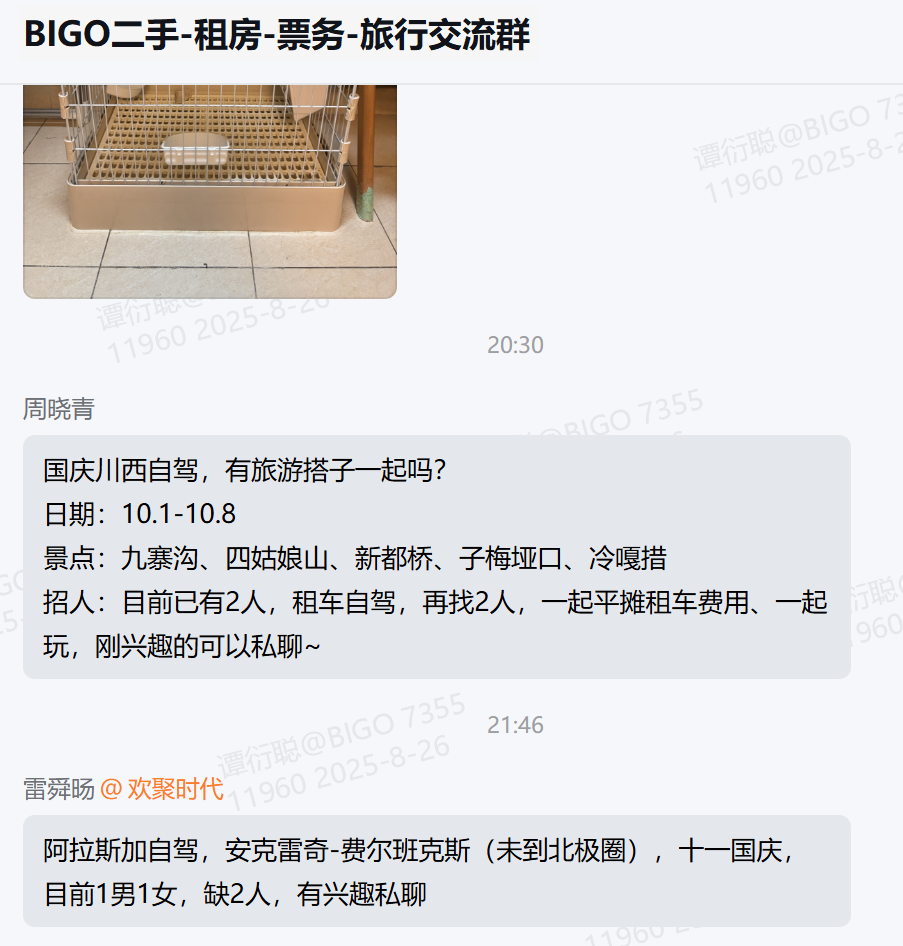 BIGO二手-租房-票务-旅行交流群
谭衍聪@BIGO 73
11960 2025-8-2
谭衍聪@
11960 2025-8-26
20:30
周晓青
@BIGO 7355
国庆川西自驾，有旅游搭子一起吗？
日期：10.1-10.8
景点：九寨沟、四姑娘山、新都桥、子梅垭口、冷嘎措
招人：目前已有2人，租车自驾，再找2人，一起平摊租车费用、一起
玩，刚兴趣的可以私聊~
谭衍聪@BIGO 7355
11960 2025-8-26
21:46
雷舜旸 @ 欢聚时代
阿拉斯加自驾，安克雷奇-费尔班克斯（未到北极圈），十一国庆，
目前1男1女，缺2人，有兴趣私聊